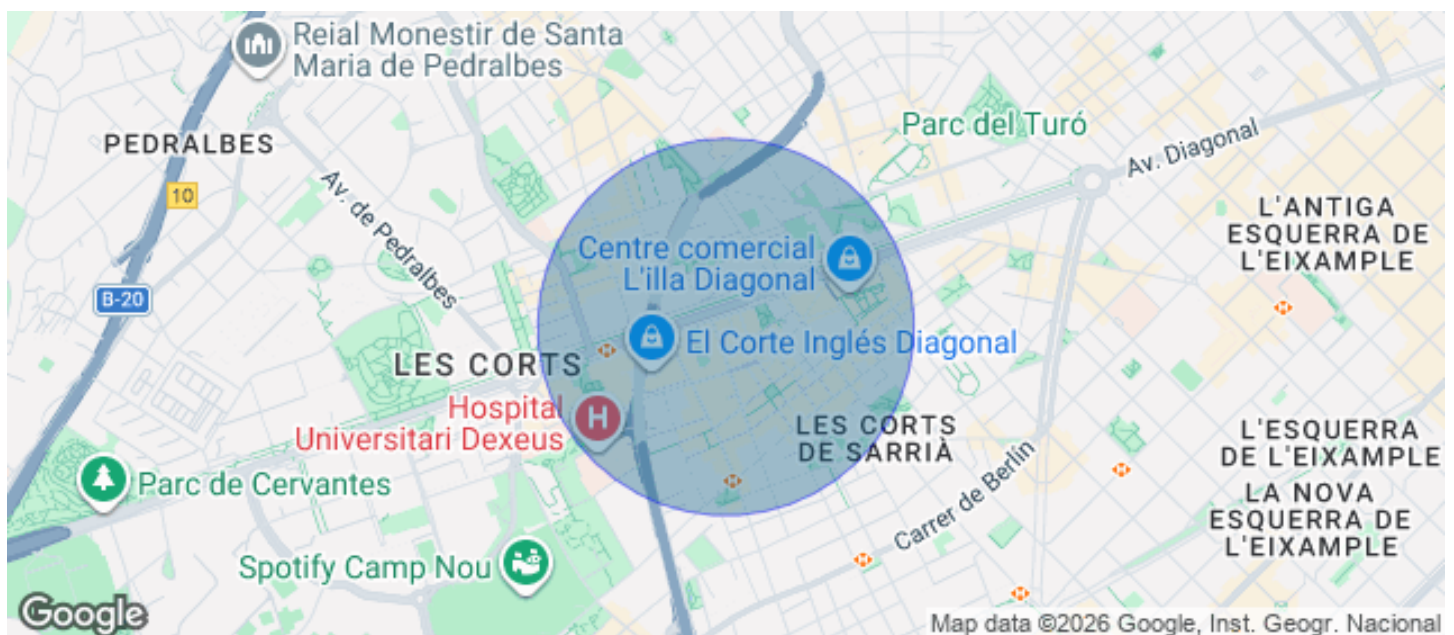 Reial Monestir de Santa
Maria de Pedralbes
PEDRALBES
10
Av. de Pedralbes
B-20
Parc del Turó
Av. Diagonal
L'ANTIGA
ESQUERRA DE
L'EIXAMPLE
Centre comercial
L'illa Diagonal
El Corte Inglés Diagonal
LES CORTS
Hospital
Universitari Dexeus
H
LES CORTS
DE SARRIÀ
L'ESQUERRA
DE L'EIXAMPLE
LA NOVA
ESQUERRA DE
L'EIXAMPLE
Parc de Cervantes
Carrer de Berlín
Spotify Camp Nou
Google
Map data ©2026 Google, Inst. Geogr. Nacional